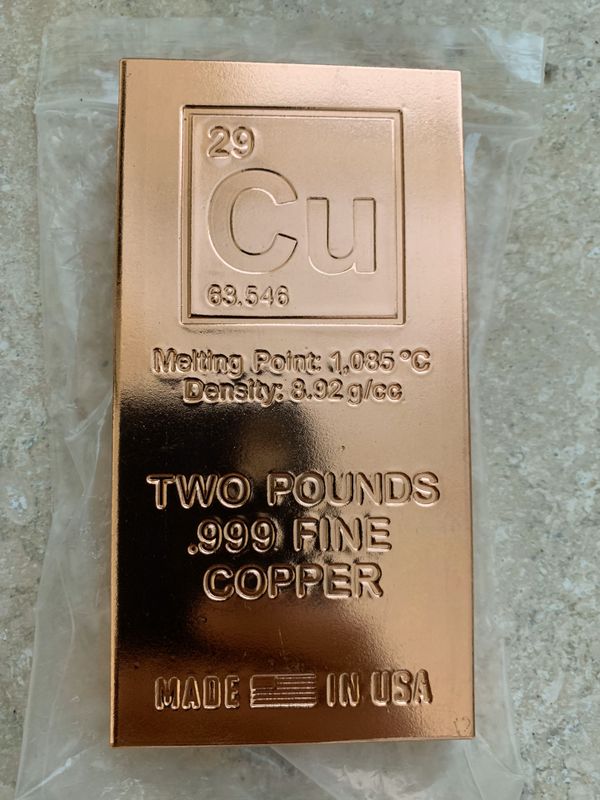 29
Cu
63.546
Melting Point: 1,085 °C
Density: 8.92 g/cc
TWO POUNDS
.999 FINE
COPPER
MADE IN USA